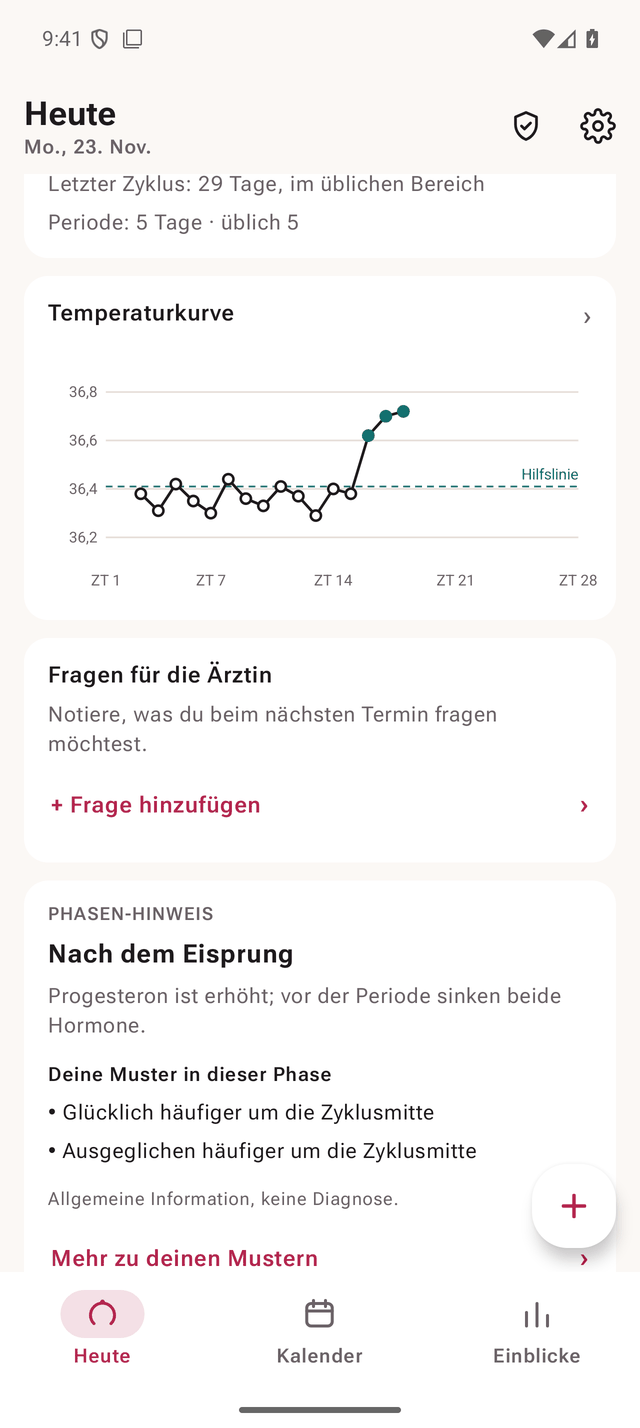 9:41
Heute
Mo., 23. Nov.
Letzter Zyklus: 29 Tage, im üblichen Bereich
Periode: 5 Tage · üblich 5
Temperaturkurve
36,8
36,6
Hilfslinie
36,4
36,2
ZT 1 ZT 7 ZT 14 ZT 21 ZT 28
Fragen für die Ärztin
Notiere, was du beim nächsten Termin fragen
möchtest.
+ Frage hinzufügen
PHASEN-HINWEIS
Nach dem Eisprung
Progesteron ist erhöht; vor der Periode sinken beide
Hormone.
Deine Muster in dieser Phase
• Glücklich häufiger um die Zyklusmitte
• Ausgeglichen häufiger um die Zyklusmitte
Allgemeine Information, keine Diagnose.
Mehr zu deinen Mustern
Heute Kalender Einblicke